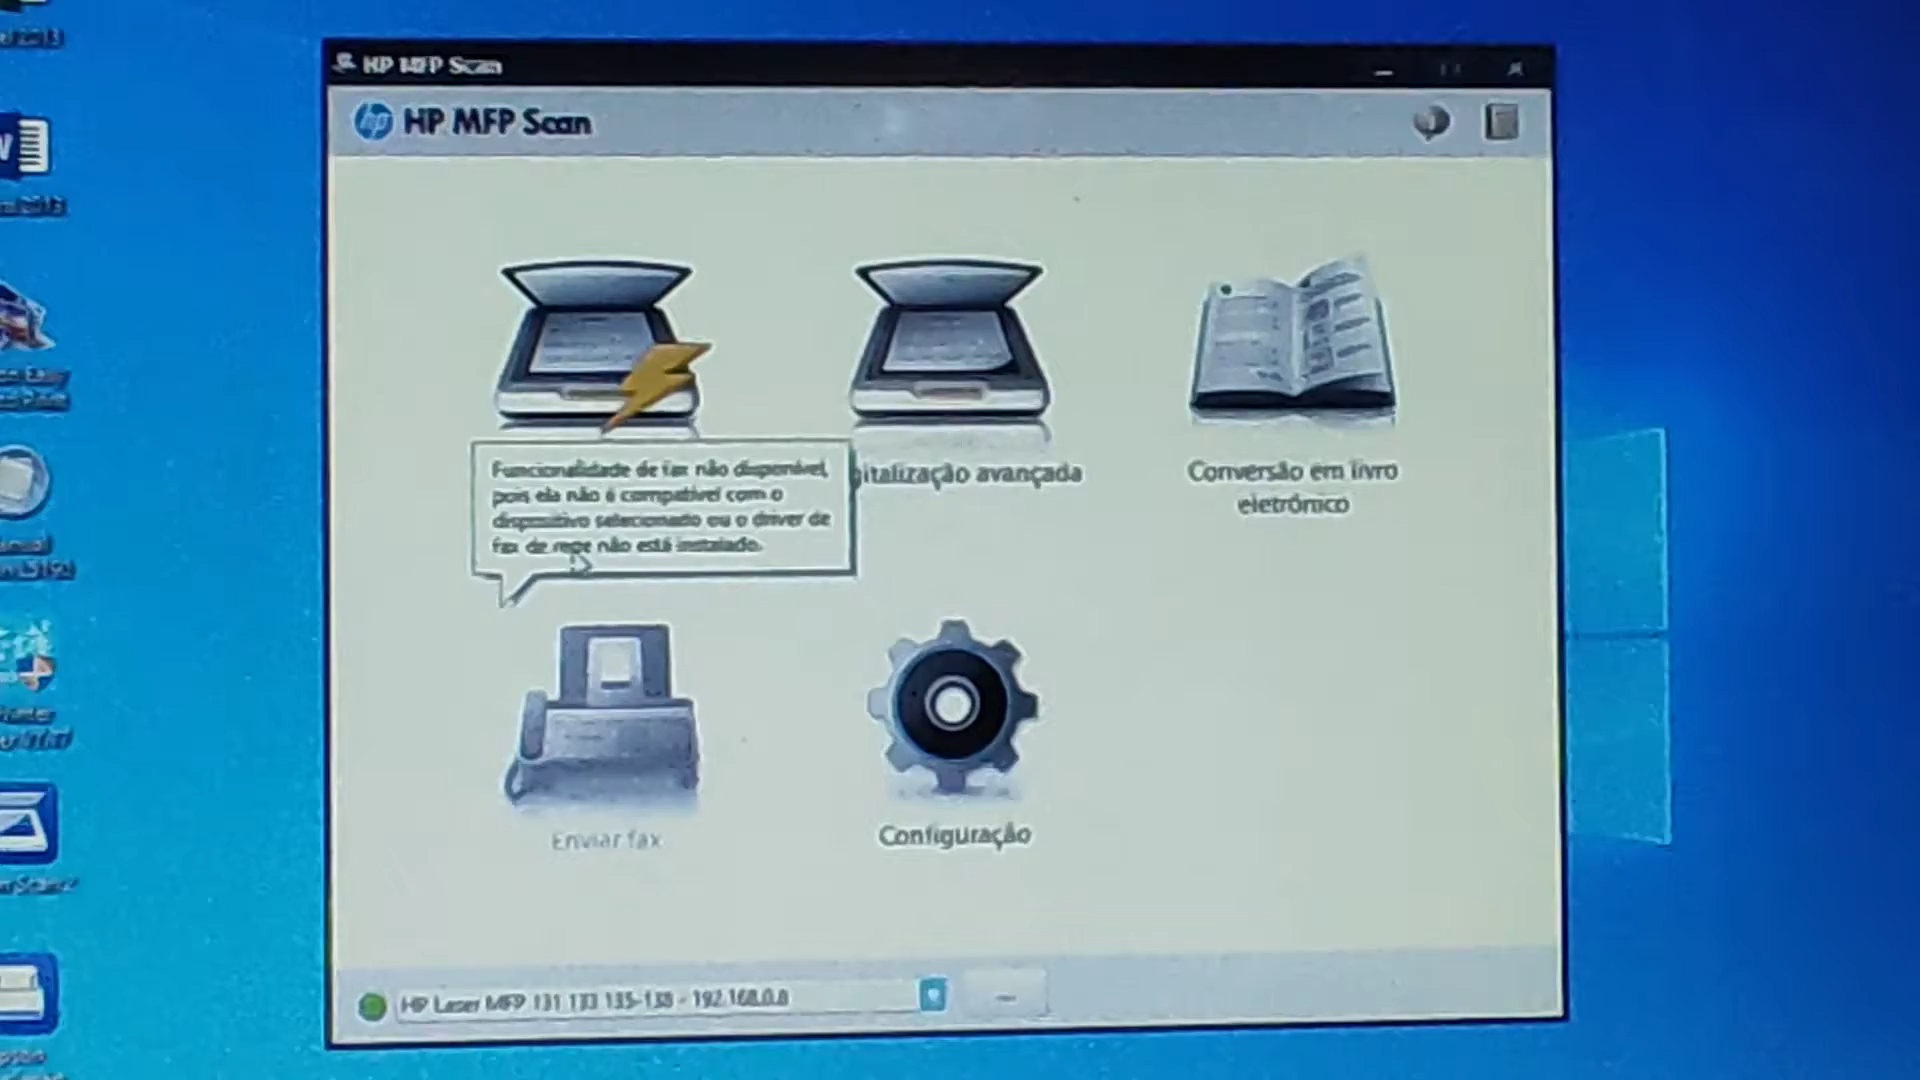 HP MFP Scan
hp HP MFP Scan
Funcionalidade de fax não disponível,
pois ela não é compatível com o
dispositivo selecionado ou o driver de
fax de rede não está instalado.
gitalização avançada
Conversão em livro
eletrônico
Enviar fax
Configuração
HP Laser MFP 131 133 135-138 - 192.168.0.8